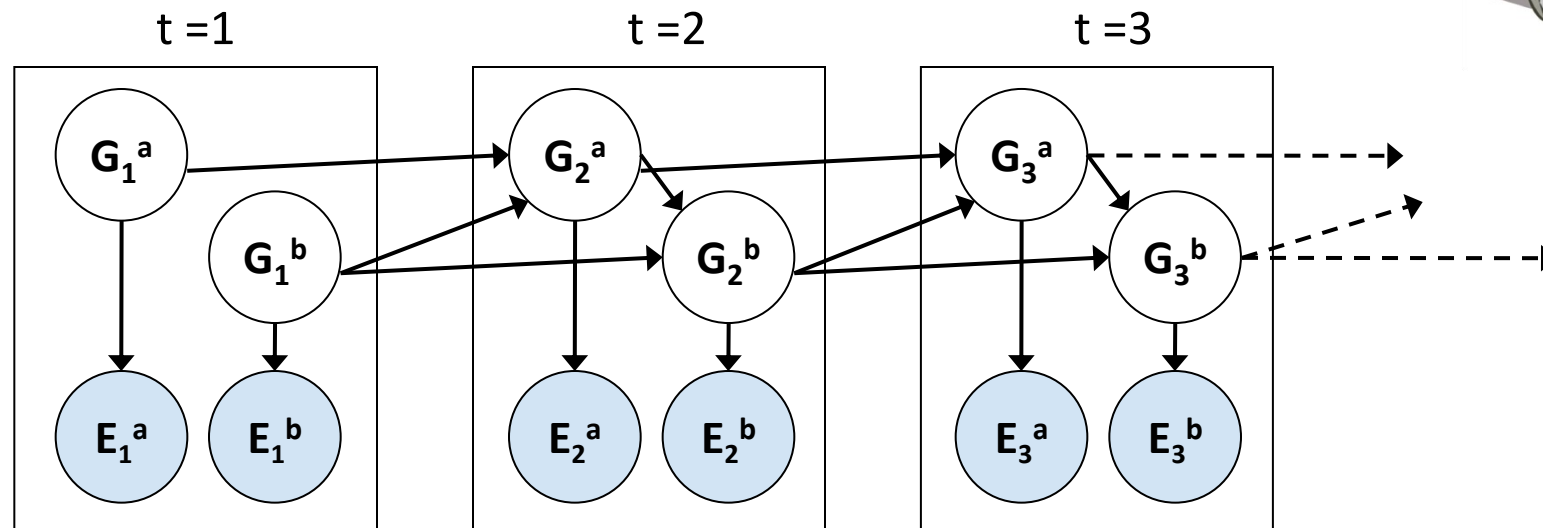 t =1 t =2 t =3
G₁ᵃ G₂ᵃ G₃ᵃ
G₁ᵇ G₂ᵇ G₃ᵇ
E₁ᵃ E₁ᵇ E₂ᵃ E₂ᵇ E₃ᵃ E₃ᵇ